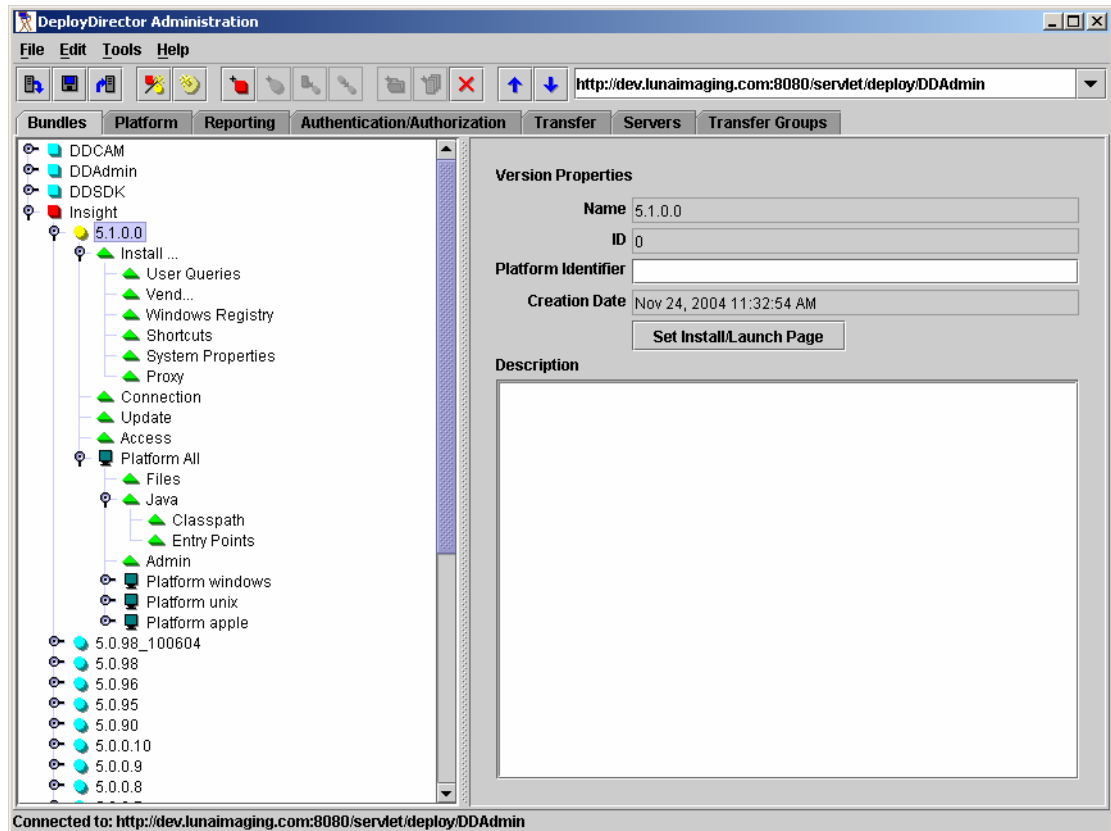 DeployDirector Administration
File Edit Tools Help
http://dev.lunaimaging.com:8080/servlet/deploy/DDAdmin
Bundles Platform Reporting Authentication/Authorization Transfer Servers Transfer Groups
DDCAM
DDAdmin
DDSDK
Insight
5.1.0.0
Install ...
User Queries
Vend...
Windows Registry
Shortcuts
System Properties
Proxy
Connection
Update
Access
Platform All
Files
Java
Classpath
Entry Points
Admin
Platform windows
Platform unix
Platform apple
5.0.98_100604
5.0.98
5.0.96
5.0.95
5.0.90
5.0.0.10
5.0.0.9
5.0.0.8
Version Properties
Name 5.1.0.0
ID 0
Platform Identifier
Creation Date Nov 24, 2004 11:32:54 AM
Set Install/Launch Page
Description
Connected to: http://dev.lunaimaging.com:8080/servlet/deploy/DDAdmin